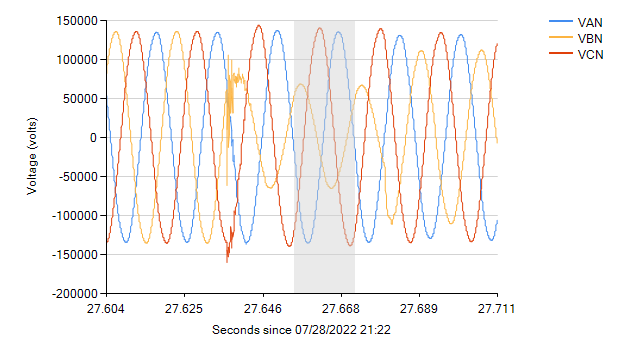 150000
100000
50000
0
-50000
-100000
-150000
-200000
Voltage (volts)
27.604 27.625 27.646 27.668 27.689 27.711
Seconds since 07/28/2022 21:22
VAN
VBN
VCN